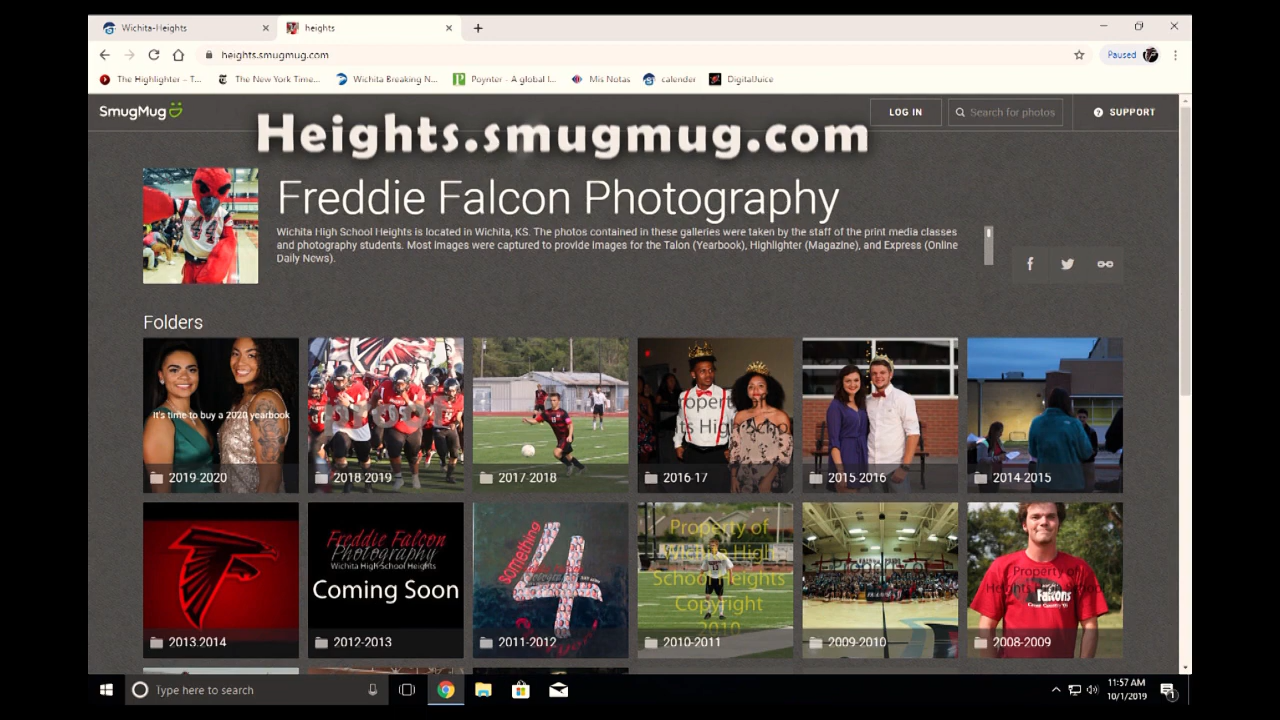 Wichita-Heights
heights
heights.smugmug.com
Paused
The Highlighter – T...
The New York Time...
Wichita Breaking N...
Poynter - A global l...
Mis Notas
calender
DigitalJuice
SmugMug
LOG IN
Search for photos
SUPPORT
Heights.smugmug.com
Freddie Falcon Photography
Wichita High School Heights is located in Wichita, KS. The photos contained in these galleries were taken by the staff of the print media classes
and photography students. Most images were captured to provide images for the Talon (Yearbook), Highlighter (Magazine), and Express (Online
Daily News).
44
Folders
It's time to buy a 2020 yearbook
2019-2020
2018-2019
2017-2018
2016-17
2015-2016
2014-2015
2013-2014
Freddie Falcon
Photography
Wichita High School Heights
Coming Soon
2012-2013
something
4
2011-2012
Property of
Wichita High
School Heights
Copyright
2010
2010-2011
Property of
2009-2010
Property of
Falcons
2008-2009
Type here to search
11:57 AM
10/1/2019
1